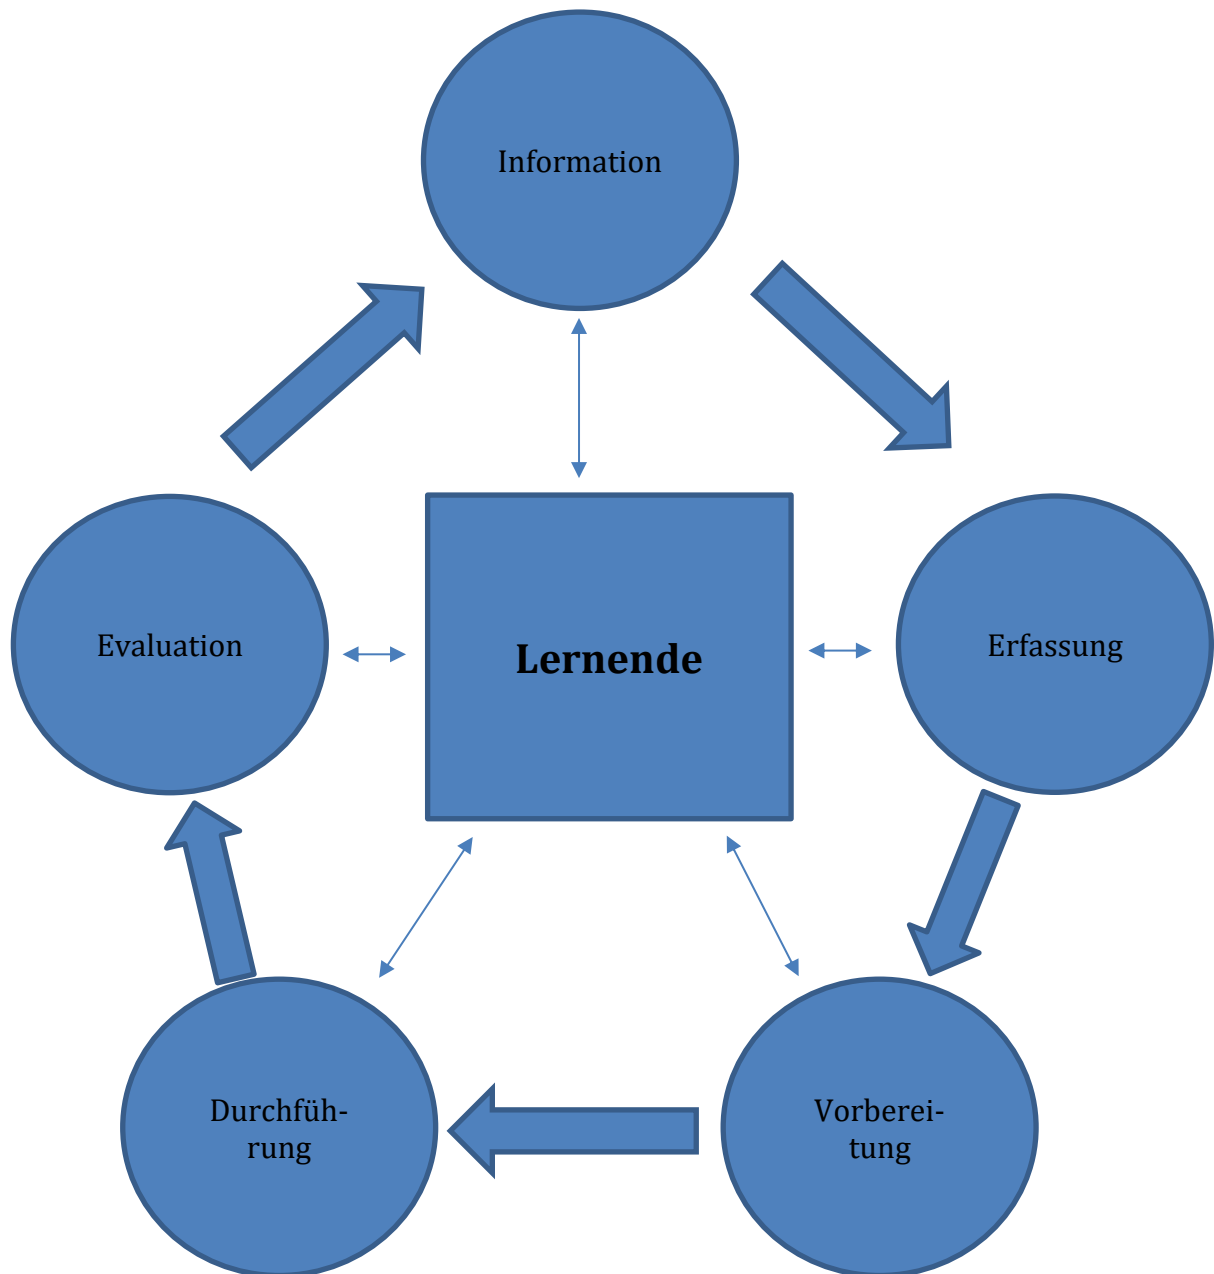 Information
Evaluation
Lernende
Erfassung
Durchfüh-
rung
Vorberei-
tung